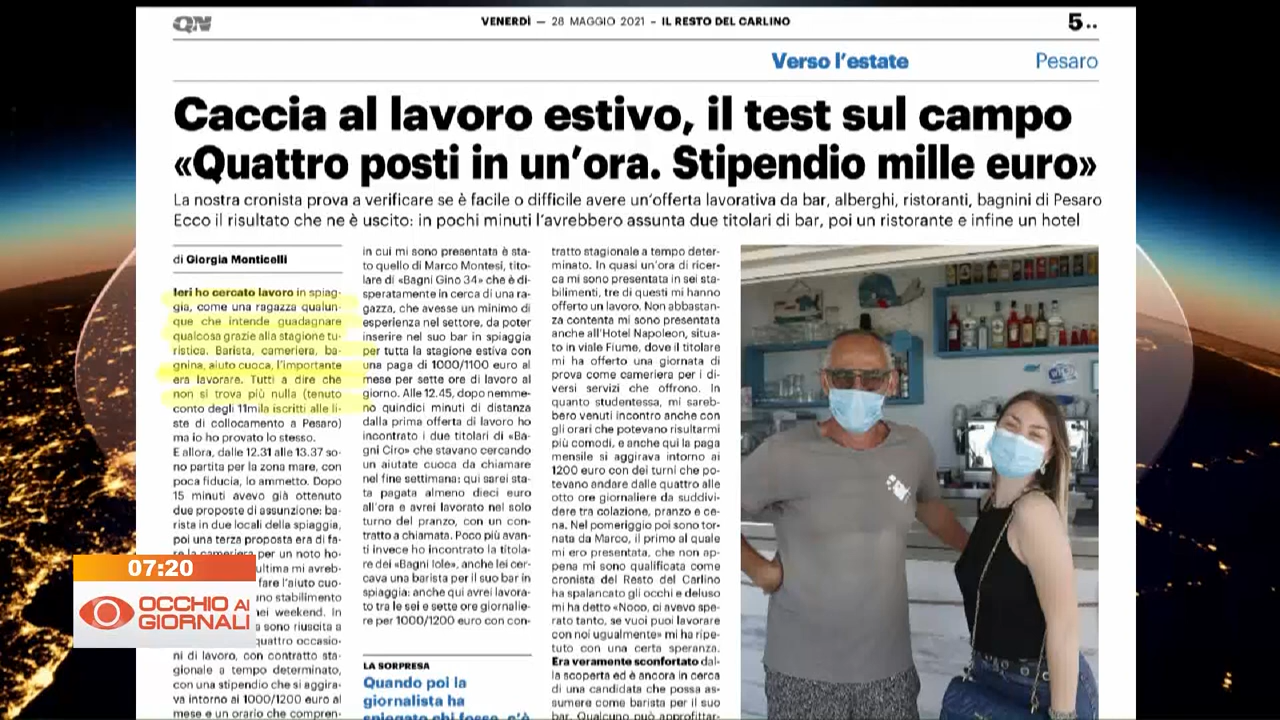 QN
VENERDÌ — 28 MAGGIO 2021 – IL RESTO DEL CARLINO
5..
Verso l'estate
Pesaro
Caccia al lavoro estivo, il test sul campo
«Quattro posti in un'ora. Stipendio mille euro»
La nostra cronista prova a verificare se è facile o difficile avere un'offerta lavorativa da bar, alberghi, ristoranti, bagnini di Pesaro
Ecco il risultato che ne è uscito: in pochi minuti l'avrebbero assunta due titolari di bar, poi un ristorante e infine un hotel
di Giorgia Monticelli
Ieri ho cercato lavoro in spiag-
gia, come una ragazza qualun-
que che intende guadagnare
qualcosa grazie alla stagione tu-
ristica. Barista, cameriera, ba-
gnina, aiuto cuoca, l'importante
era lavorare. Tutti a dire che
non si trova più nulla (tenuto
conto degli 11mila iscritti alle li-
ste di collocamento a Pesaro)
ma io ho provato lo stesso.
E allora, dalle 12.31 alle 13.37 so-
no partita per la zona mare, con
poca fiducia, lo ammetto. Dopo
15 minuti avevo già ottenuto
due proposte di assunzione: ba-
rista in due locali della spiaggia,
poi una terza proposta era di fa-
re la cameriera per un noto ho-
ultima mi avreb-
fare l'aiuto cuo-
uno stabilimento
nei weekend. In
a sono riuscita a
quattro occasio-
ni di lavoro, con contratto sta-
gionale a tempo determinato,
con una stipendio che si aggira-
va intorno ai 1000/1200 euro al
mese e un orario che compren-
in cui mi sono presentata è sta-
to quello di Marco Montesi, tito-
lare di «Bagni Gino 34» che è di-
speratamente in cerca di una ra-
gazza, che avesse un minimo di
esperienza nel settore, da poter
inserire nel suo bar in spiaggia
per tutta la stagione estiva con
una paga di 1000/1100 euro al
mese per sette ore di lavoro al
giorno. Alle 12.45, dopo nemme-
no quindici minuti di distanza
dalla prima offerta di lavoro ho
incontrato i due titolari di «Ba-
gni Ciro» che stavano cercando
un aiutate cuoca da chiamare
nel fine settimana: qui sarei sta-
ta pagata almeno dieci euro
all'ora e avrei lavorato nel solo
turno del pranzo, con un con-
tratto a chiamata. Poco più avan-
ti invece ho incontrato la titola-
re dei «Bagni Iole», anche lei cer-
cava una barista per il suo bar in
spiaggia: anche qui avrei lavora-
to tra le sei e sette ore giornalie-
re per 1000/1200 euro con con-
LA SORPRESA
Quando poi la
giornalista ha
spiegato chi fosse, c'è
tratto stagionale a tempo deter-
minato. In quasi un'ora di ricer-
ca mi sono presentata in sei sta-
bilimenti, tre di questi mi hanno
offerto un lavoro. Non abbastan-
za contenta mi sono presentata
anche all'Hotel Napoleon, situa-
to in viale Fiume, dove il titolare
mi ha offerto una giornata di
prova come cameriera per i di-
versi servizi che offrono. In
quanto studentessa, mi sareb-
bero venuti incontro anche con
gli orari che potevano risultarmi
più comodi, e anche qui la paga
mensile si aggirava intorno ai
1200 euro con dei turni che po-
tevano andare dalle quattro alle
otto ore giornaliere da suddivi-
dere tra colazione, pranzo e ce-
na. Nel pomeriggio poi sono tor-
nata da Marco, il primo al quale
mi ero presentata, che non ap-
pena mi sono qualificata come
cronista del Resto del Carlino
ha spalancato gli occhi e deluso
mi ha detto «Nooo, ci avevo spe-
rato tanto, se vuoi puoi lavorare
con noi ugualmente» mi ha ripe-
tuto con una certa speranza.
Era veramente sconfortato dal-
la scoperta ed è ancora in cerca
di una candidata che possa as-
sumere come barista per il suo
bar. Qualcuno può approfittar-
07:20
OCCHIO AI
GIORNALI